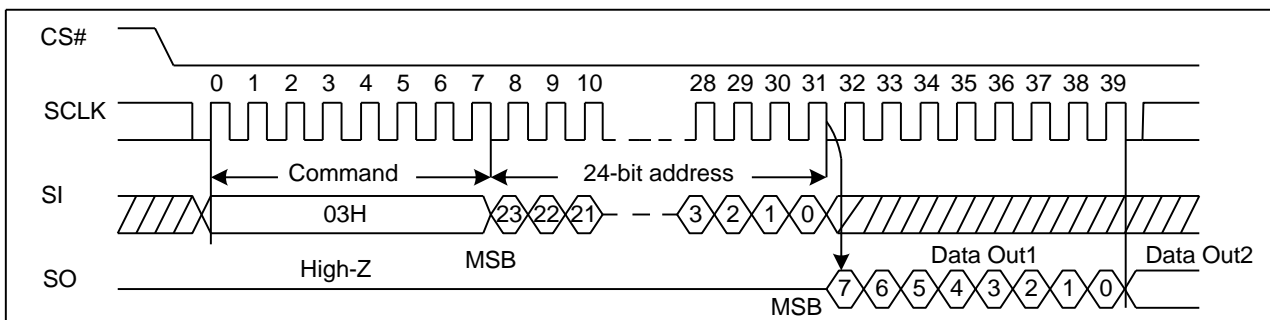 CS#
0 1 2 3 4 5 6 7 8 9 10 28 29 30 31 32 33 34 35 36 37 38 39
SCLK
Command 24-bit address
SI
03H 23 22 21 3 2 1 0
High-Z MSB Data Out1 Data Out2
SO
MSB 7 6 5 4 3 2 1 0